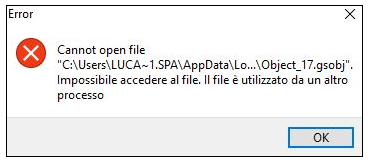 Error
Cannot open file
"C:\Users\LUCA~1.SPA\AppData\Lo...\Object_17.gsobj".
Impossibile accedere al file. Il file è utilizzato da un altro
processo
OK